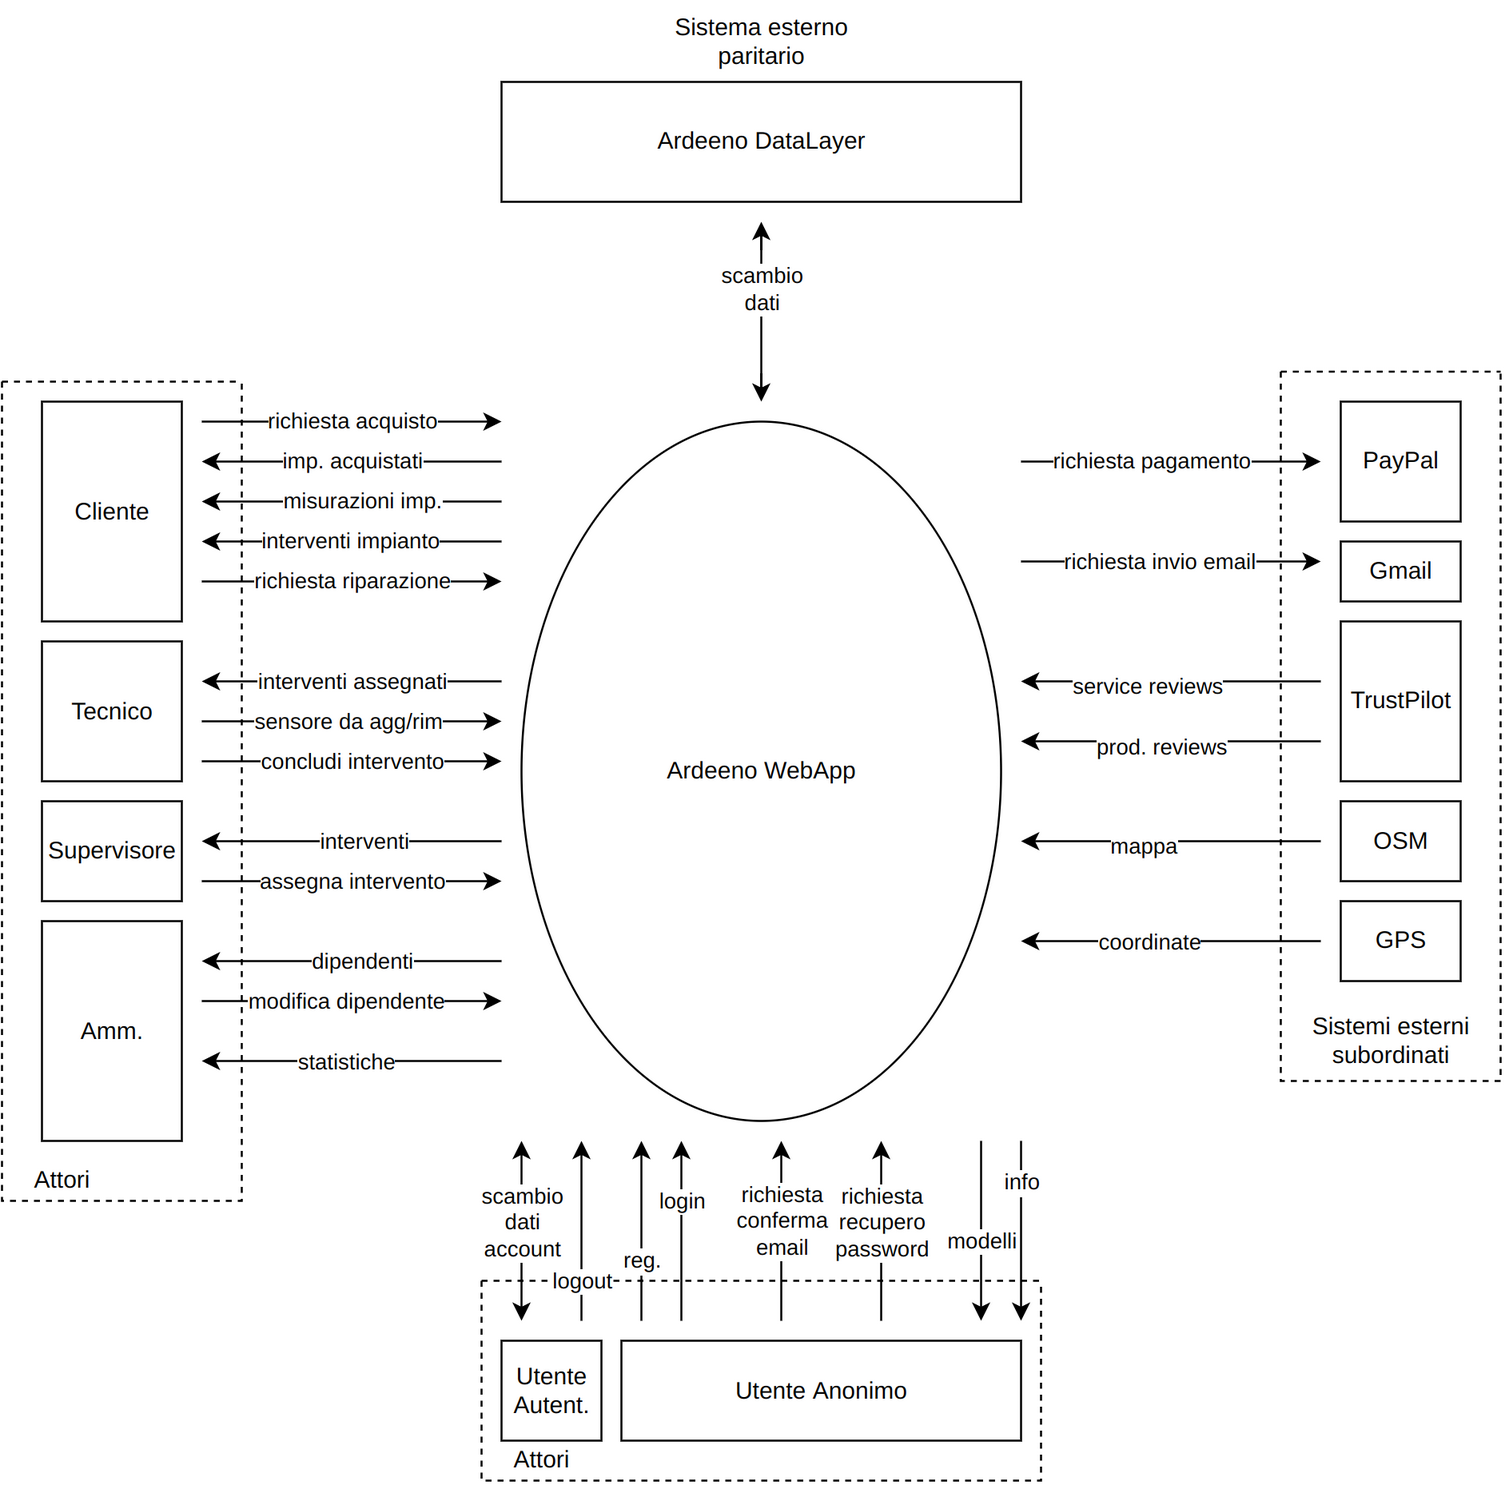 Sistema esterno
paritario
Ardeeno DataLayer
scambio
dati
Cliente
richiesta acquisto
imp. acquistati
misurazioni imp.
interventi impianto
richiesta riparazione
Tecnico
interventi assegnati
sensore da agg/rim
concludi intervento
Supervisore
interventi
assegna intervento
Amm.
dipendenti
modifica dipendente
statistiche
Attori
Ardeeno WebApp
richiesta pagamento
PayPal
richiesta invio email
Gmail
service reviews
prod. reviews
TrustPilot
mappa
OSM
coordinate
GPS
Sistemi esterni
subordinati
scambio
dati
account
logout
reg.
login
richiesta
conferma
email
richiesta
recupero
password
modelli
info
Utente
Autent.
Utente Anonimo
Attori